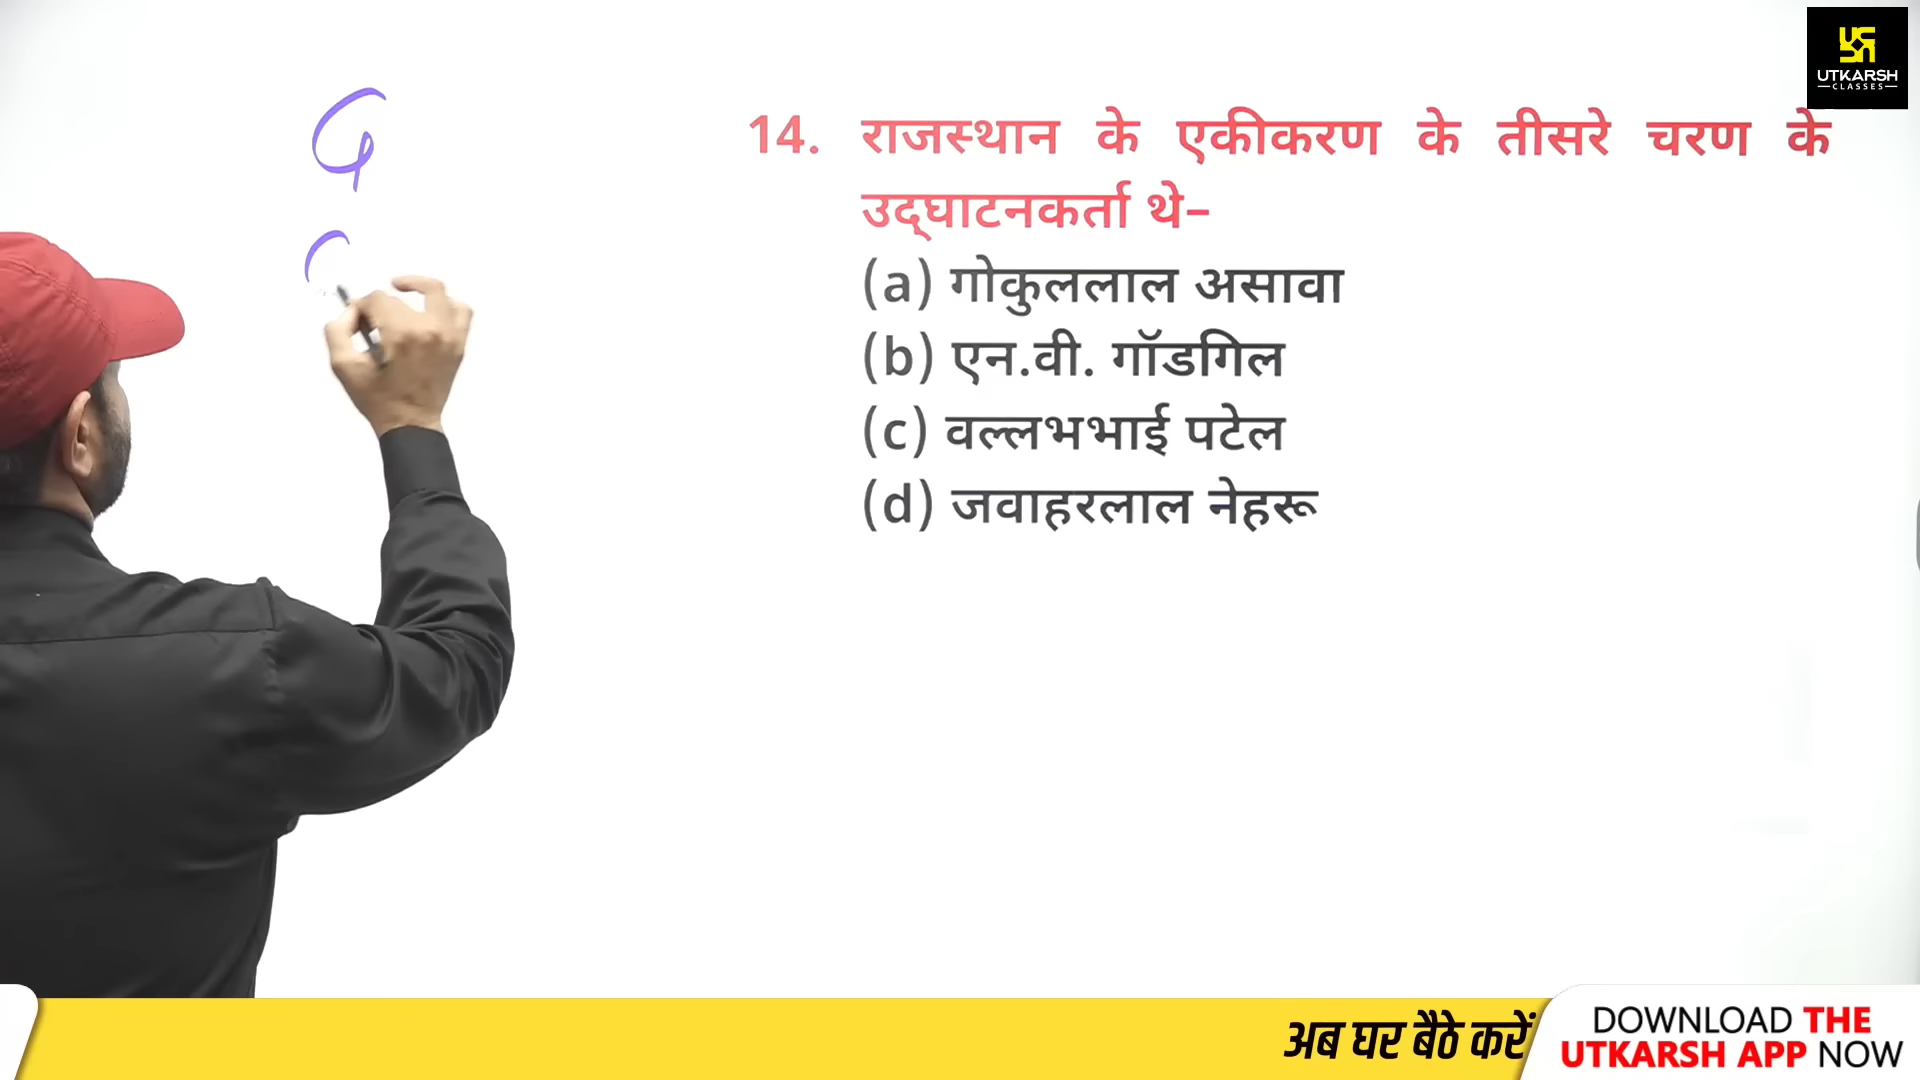 G
UTKARSH
CLASSES
14. राजस्थान के एकीकरण के तीसरे चरण के
उद्घाटनकर्ता थे–
(a) गोकुललाल असावा
(b) एन.वी. गॉडगिल
(c) वल्लभभाई पटेल
(d) जवाहरलाल नेहरू
अब घर बैठे करें
DOWNLOAD THE
UTKARSH APP NOW